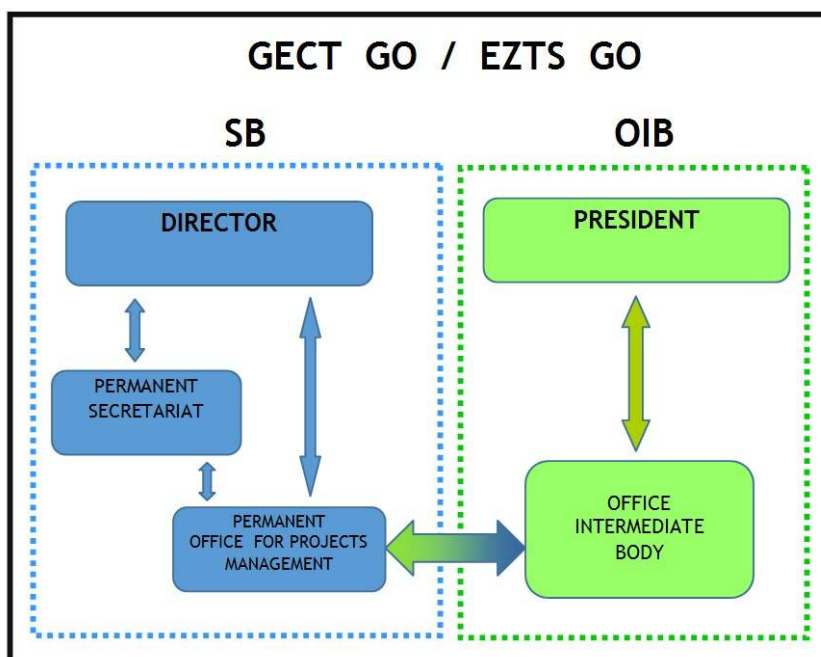 GECT GO / EZTS GO
SB
OIB
DIRECTOR
PRESIDENT
PERMANENT
SECRETARIAT
PERMANENT
OFFICE FOR PROJECTS
MANAGEMENT
OFFICE
INTERMEDIATE
BODY